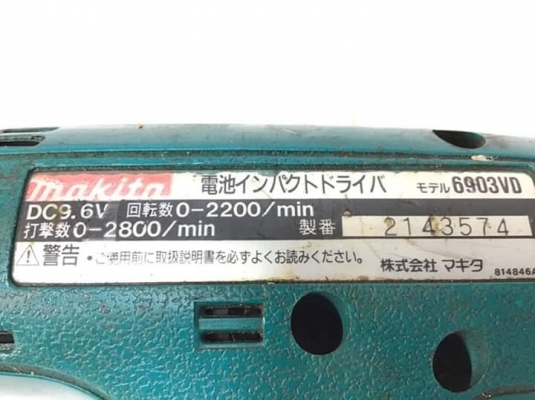 makita 電池インパクトドライバ モデル 6903VD
DC9.6V 回転数0-2200/min
打撃数0-2800/min 製番 2143574
⚠警告 ・ご使用前に取扱説明書を必ずよくお読みください。 株式会社 マキタ
814846A